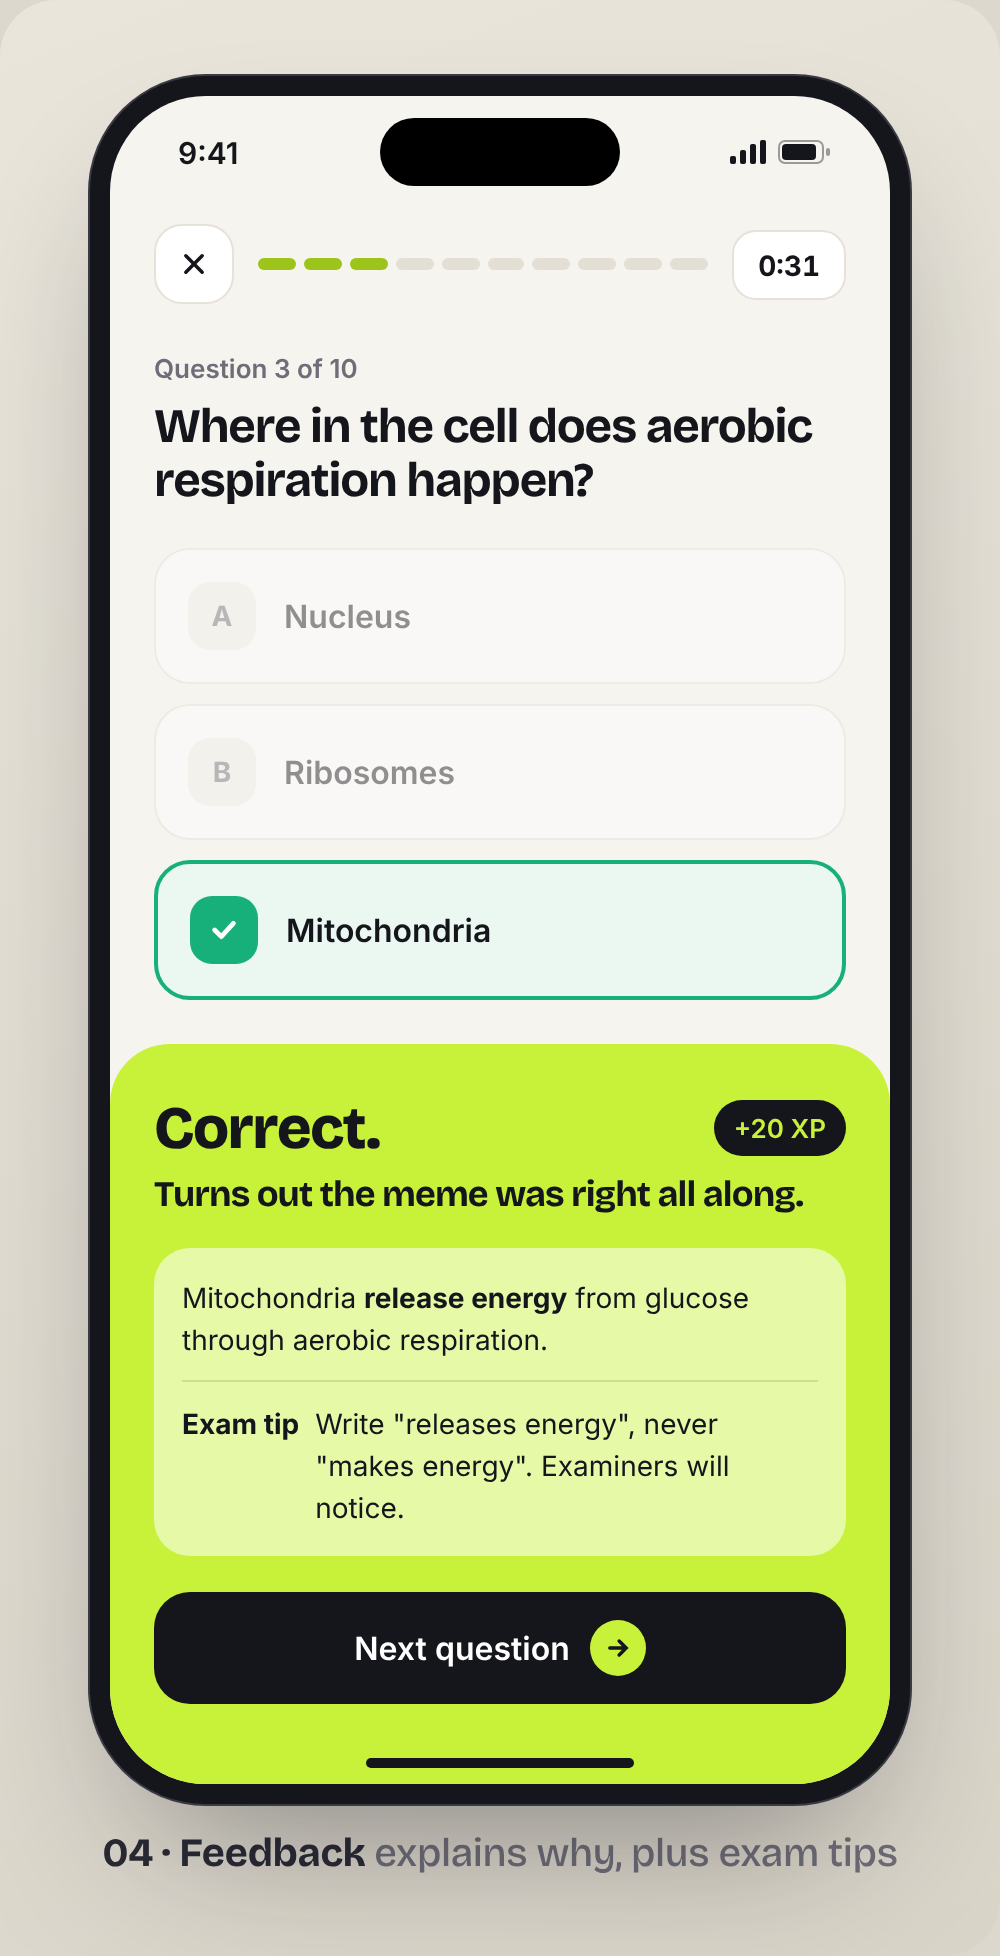 9:41
0:31
Question 3 of 10
Where in the cell does aerobic
respiration happen?
A Nucleus
B Ribosomes
Mitochondria
Correct.
+20 XP
Turns out the meme was right all along.
Mitochondria release energy from glucose
through aerobic respiration.
Exam tip Write "releases energy", never
"makes energy". Examiners will
notice.
Next question
04 · Feedback explains why, plus exam tips